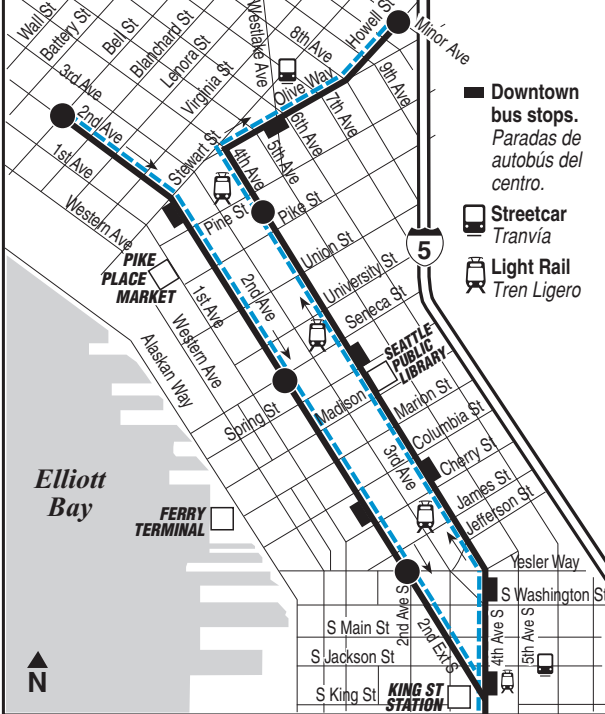 Wall St
Battery St
Bell St
Blanchard St
Lenora St
Virginia St
Westlake Ave
8th Ave
Howell St
Minor Ave
9th Ave
Olive Way
7th Ave
6th Ave
5th Ave
4th Ave
3rd Ave
2nd Ave
1st Ave
Western Ave
Stewart St
Pine St
Pike St
Union St
University St
Seneca St
5
PIKE
PLACE
MARKET
2nd Ave
1st Ave
Western Ave
Alaskan Way
Spring St
Madison
SEATTLE
PUBLIC
LIBRARY
Marion St
Columbia St
Cherry St
James St
Jefferson St
3rd Ave
Elliott
Bay
FERRY
TERMINAL
Yesler Way
S Washington St
S Main St
S Jackson St
S King St
2nd Ave S
2nd Ext S
4th Ave S
5th Ave S
KING ST
STATION
N
Downtown
bus stops.
Paradas de
autobús del
centro.
Streetcar
Tranvía
Light Rail
Tren Ligero